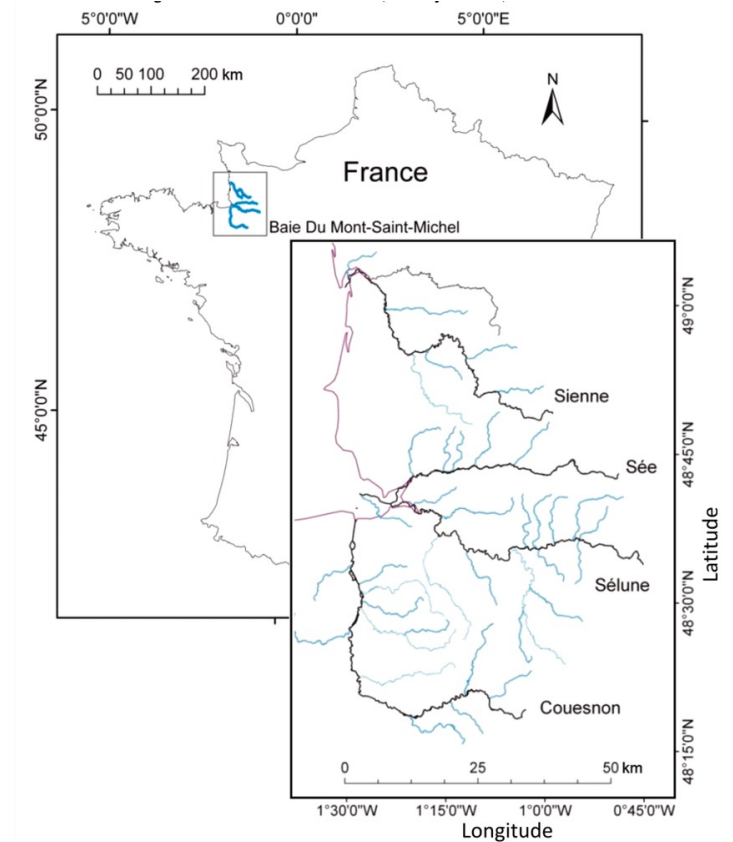 5°0'0"W 0°0'0" 5°0'0"E
0 50 100 200 km
N
50°0'0"N
France
Baie Du Mont-Saint-Michel
49°0'0"N
Sienne
45°0'0"N
48°45'0"N
Sée
Latitude
Sélune
48°30'0"N
Couesnon
48°15'0"N
0 25 50 km
1°30'0"W 1°15'0"W 1°0'0"W 0°45'0"W
Longitude